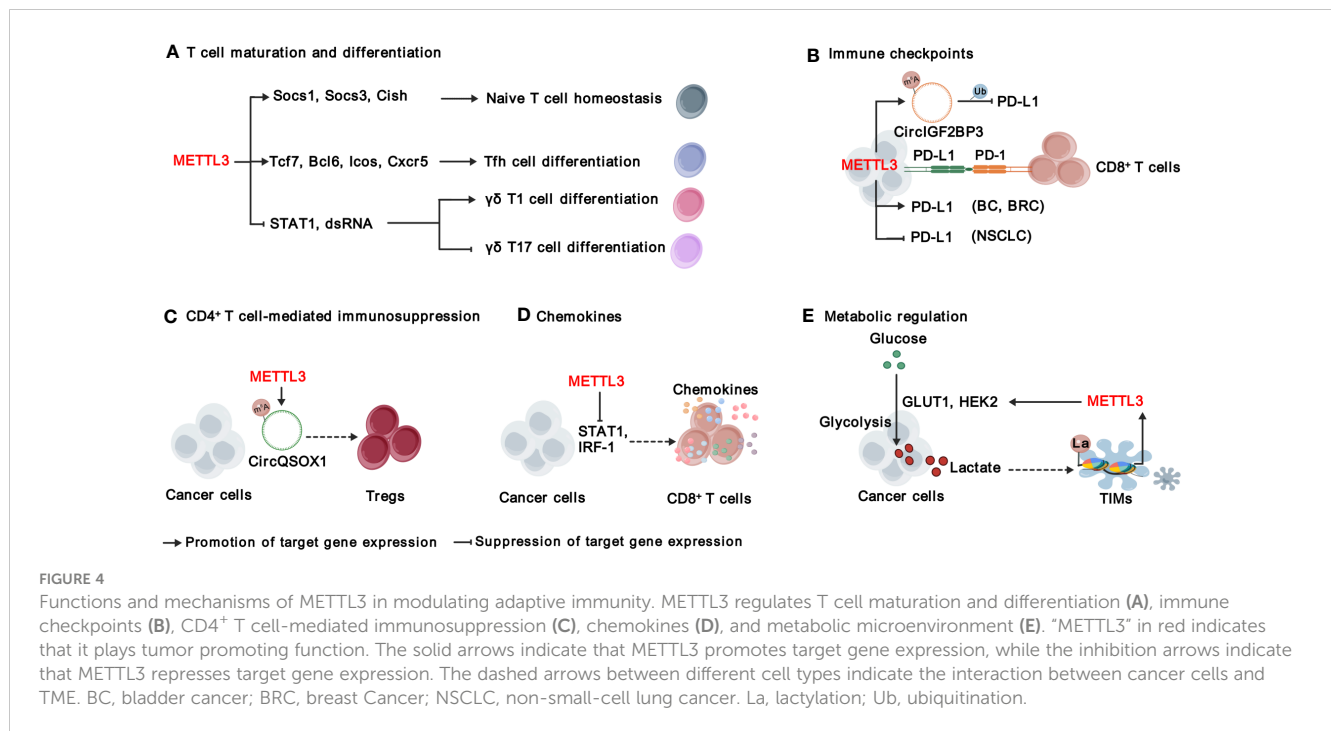 A T cell maturation and differentiation
Socs1, Socs3, Cish
Naive T cell homeostasis
METTL3
Tcf7, Bcl6, Icos, Cxcr5
Tfh cell differentiation
STAT1, dsRNA
γδ T1 cell differentiation
γδ T17 cell differentiation
B Immune checkpoints
m⁶A
Ub
PD-L1
CircIGF2BP3
PD-L1 PD-1
METTL3
CD8⁺ T cells
PD-L1 (BC, BRC)
PD-L1 (NSCLC)
C CD4⁺ T cell-mediated immunosuppression
METTL3
m⁶A
CircQSOX1
Cancer cells
Tregs
D Chemokines
METTL3
Chemokines
STAT1,
IRF-1
Cancer cells
CD8⁺ T cells
E Metabolic regulation
Glucose
GLUT1, HEK2
METTL3
Glycolysis
La
Lactate
Cancer cells
TIMs
Promotion of target gene expression
Suppression of target gene expression
FIGURE 4
Functions and mechanisms of METTL3 in modulating adaptive immunity. METTL3 regulates T cell maturation and differentiation (A), immune
checkpoints (B), CD4⁺ T cell-mediated immunosuppression (C), chemokines (D), and metabolic microenvironment (E). “METTL3” in red indicates
that it plays tumor promoting function. The solid arrows indicate that METTL3 promotes target gene expression, while the inhibition arrows indicate
that METTL3 represses target gene expression. The dashed arrows between different cell types indicate the interaction between cancer cells and
TME. BC, bladder cancer; BRC, breast Cancer; NSCLC, non-small-cell lung cancer. La, lactylation; Ub, ubiquitination.